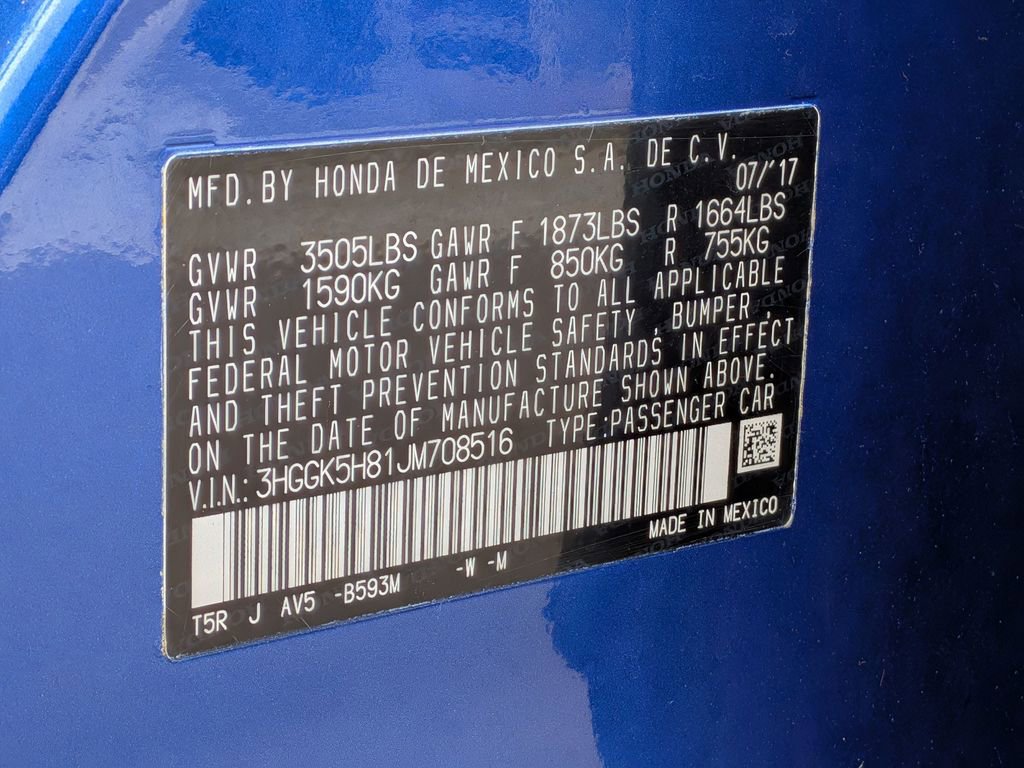 MFD. BY HONDA DE MEXICO S.A. DE C.V.
07/'17
GVWR 3505LBS GAWR F 1873LBS R 1664LBS
GVWR 1590KG GAWR F 850KG R 755KG
THIS VEHICLE CONFORMS TO ALL APPLICABLE
FEDERAL MOTOR VEHICLE SAFETY, BUMPER,
AND THEFT PREVENTION STANDARDS IN EFFECT
ON THE DATE OF MANUFACTURE SHOWN ABOVE.
V.I.N.: 3HGGK5H81JM708516 TYPE:PASSENGER CAR
MADE IN MEXICO
T5R J AV5 -B593M -W -M